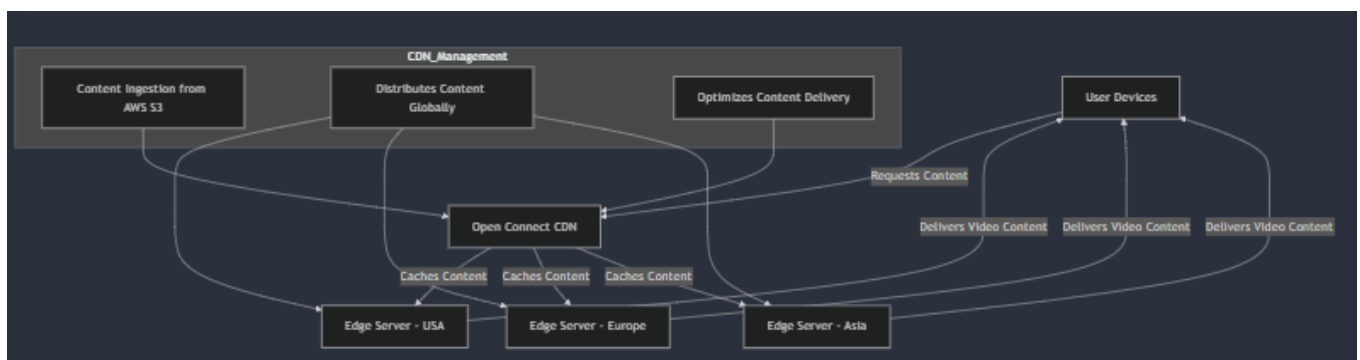 CDN_Management
Content Ingestion from
AWS S3
Distributes Content
Globally
Optimizes Content Delivery
User Devices
Requests Content
Open Connect CDN
Delivers Video Content
Delivers Video Content
Delivers Video Content
Caches Content
Caches Content
Caches Content
Edge Server - USA
Edge Server - Europe
Edge Server - Asia